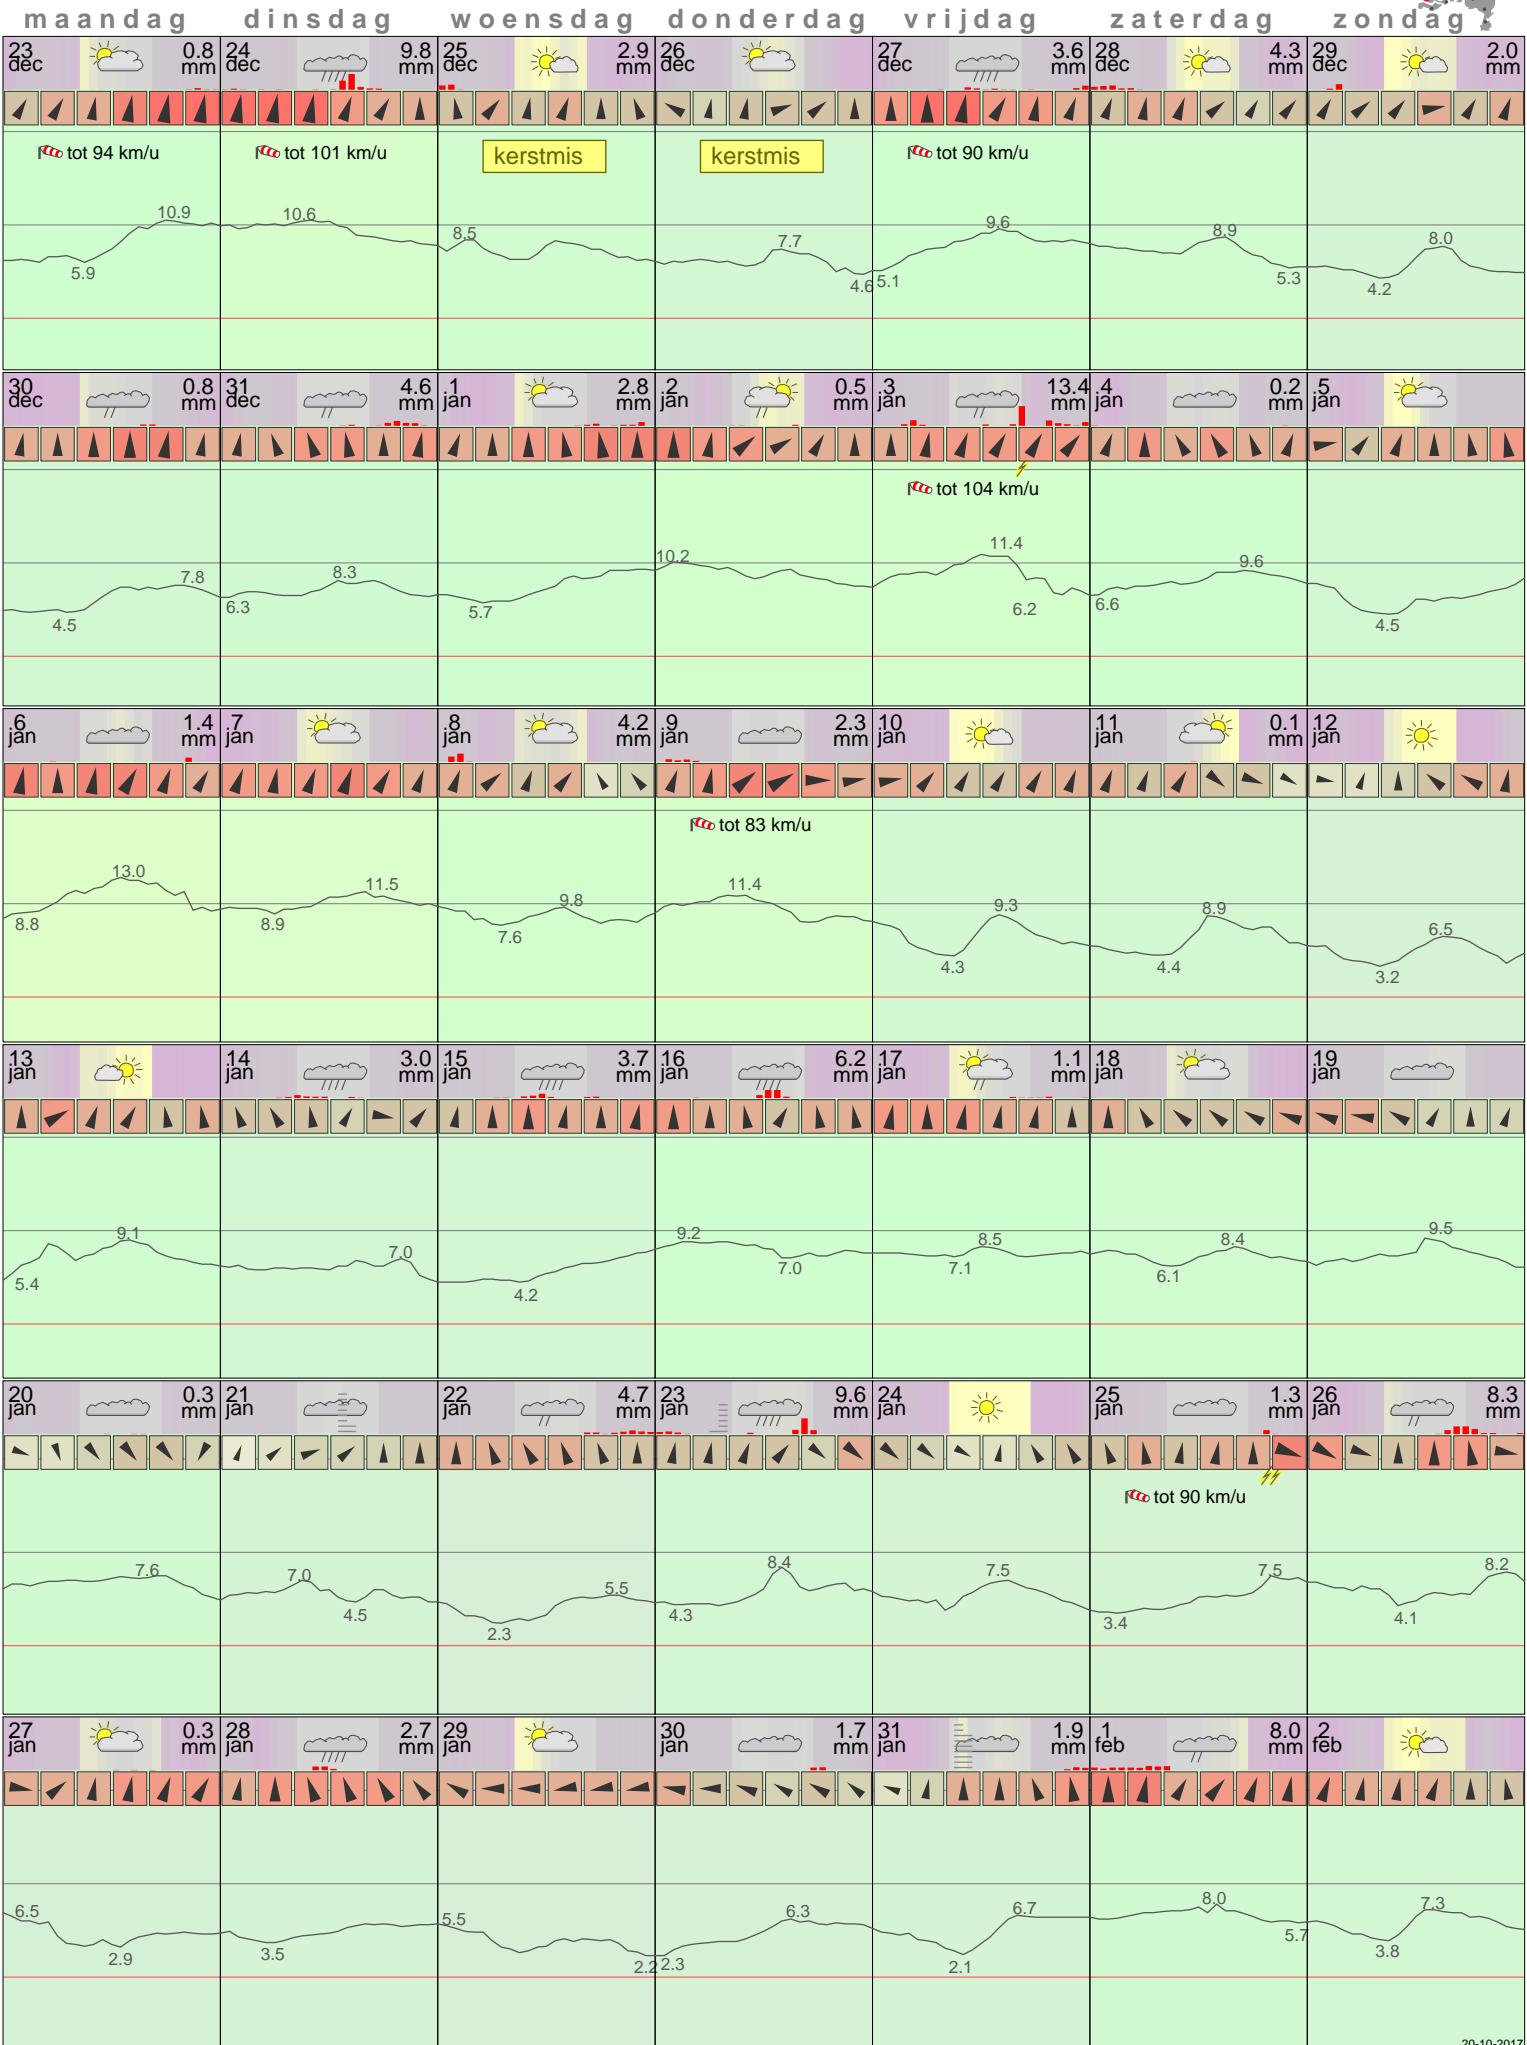 maandag dinsdag woensdag donderdag vrijdag zaterdag zondag
23 dec 0.8 mm
tot 94 km/u
10.9
5.9
24 dec 9.8 mm
tot 101 km/u
10.6
25 dec 2.9 mm
kerstmis
8.5
26 dec
kerstmis
7.7
4.6
27 dec 3.6 mm
tot 90 km/u
9.6
5.1
28 dec 4.3 mm
8.9
5.3
29 dec 2.0 mm
8.0
4.2
30 dec 0.8 mm
7.8
4.5
31 dec 4.6 mm
8.3
6.3
1 jan 2.8 mm
5.7
2 jan 0.5 mm
10.2
3 jan 13.4 mm
tot 104 km/u
11.4
6.2
4 jan 0.2 mm
9.6
6.6
5 jan
4.5
6 jan 1.4 mm
13.0
8.8
7 jan
11.5
8.9
8 jan 4.2 mm
9.8
7.6
9 jan 2.3 mm
tot 83 km/u
11.4
10 jan
9.3
4.3
11 jan 0.1 mm
8.9
4.4
12 jan
6.5
3.2
13 jan
9.1
5.4
14 jan 3.0 mm
7.0
15 jan 3.7 mm
4.2
16 jan 6.2 mm
9.2
7.0
17 jan 1.1 mm
8.5
7.1
18 jan
8.4
6.1
19 jan
9.5
20 jan 0.3 mm
7.6
21 jan
7.0
4.5
22 jan 4.7 mm
5.5
2.3
23 jan 9.6 mm
8.4
4.3
24 jan
7.5
25 jan 1.3 mm
tot 90 km/u
7.5
3.4
26 jan 8.3 mm
8.2
4.1
27 jan 0.3 mm
6.5
2.9
28 jan 2.7 mm
3.5
29 jan
5.5
2.2
30 jan 1.7 mm
6.3
2.3
31 jan 1.9 mm
6.7
2.1
1 feb 8.0 mm
8.0
5.7
2 feb
7.3
3.8
20-10-2017